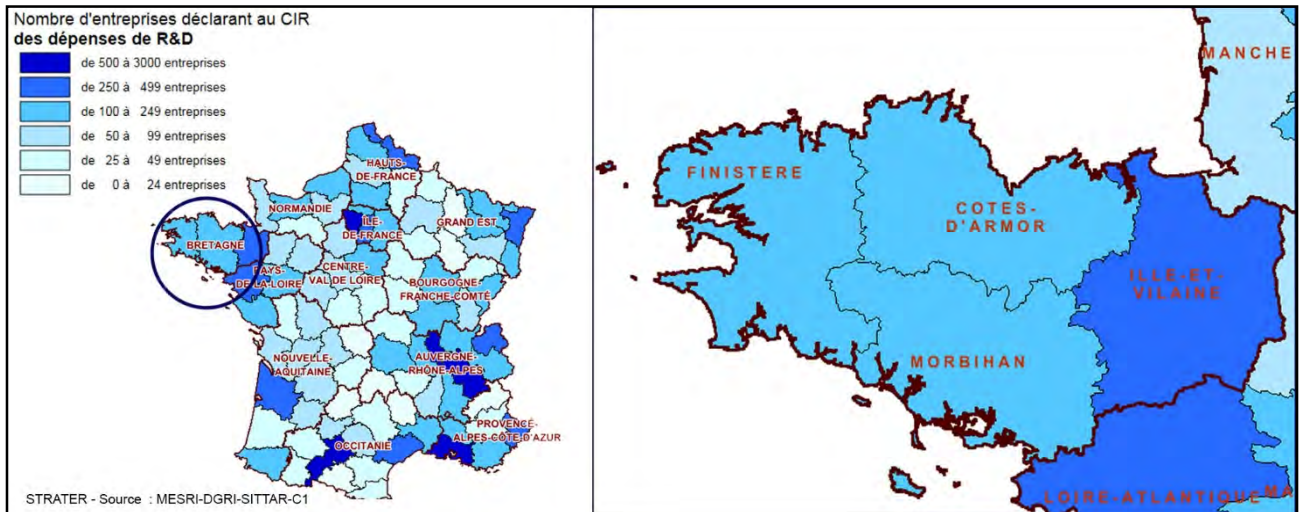 Nombre d'entreprises déclarant au CIR
des dépenses de R&D
de 500 à 3000 entreprises
de 250 à 499 entreprises
de 100 à 249 entreprises
de 50 à 99 entreprises
de 25 à 49 entreprises
de 0 à 24 entreprises
HAUTS-
DE-FRANCE
NORMANDIE
ÎLE-
DE-FRANCE
GRAND EST
BRETAGNE
PAYS-
DE-LA-LOIRE
CENTRE-
VAL DE LOIRE
BOURGOGNE-
FRANCHE-COMTÉ
NOUVELLE-
AQUITAINE
AUVERGNE-
RHÔNE-ALPES
OCCITANIE
PROVENCE-
ALPES-CÔTE-D'AZUR
STRATER - Source : MESRI-DGRI-SITTAR-C1
MANCHE
FINISTERE
COTES-
D'ARMOR
ILLE-ET-
VILAINE
MORBIHAN
LOIRE-ATLANTIQUE
MA